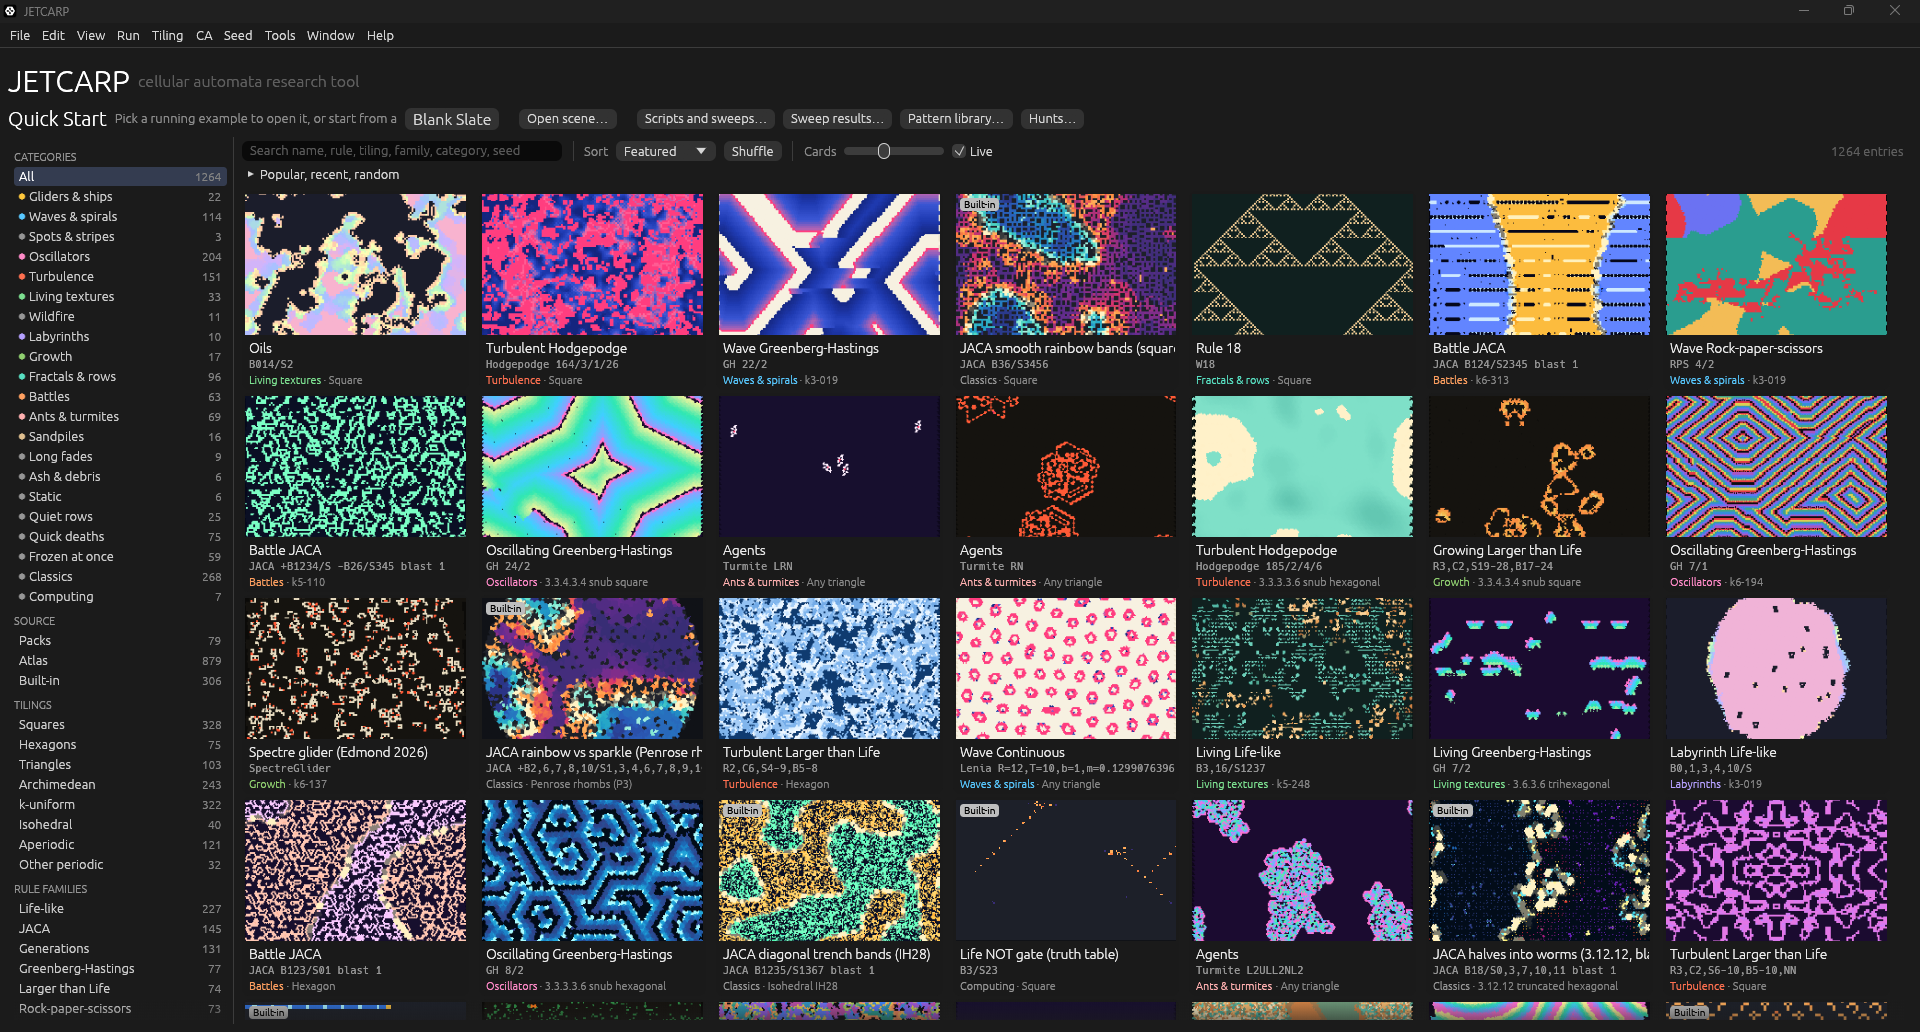 JETCARP
File Edit View Run Tiling CA Seed Tools Window Help
JETCARP cellular automata research tool
Quick Start Pick a running example to open it, or start from a Blank Slate Open scene... Scripts and sweeps... Sweep results... Pattern library... Hunts...
CATEGORIES
All 1264
Gliders & ships 22
Waves & spirals 114
Spots & stripes 3
Oscillators 204
Turbulence 151
Living textures 33
Wildfire 11
Labyrinths 10
Growth 17
Fractals & rows 96
Battles 63
Ants & turmites 69
Sandpiles 16
Long fades 9
Ash & debris 6
Static 6
Quiet rows 25
Quick deaths 75
Frozen at once 59
Classics 268
Computing 7
SOURCE
Packs 79
Atlas 879
Built-in 306
TILINGS
Squares 328
Hexagons 75
Triangles 103
Archimedean 243
k-uniform 322
Isohedral 40
Aperiodic 121
Other periodic 32
RULE FAMILIES
Life-like 227
JACA 145
Generations 131
Greenberg-Hastings 77
Larger than Life 74
Rock-paper-scissors 73
Search name, rule, tiling, family, category, seed Sort Featured Shuffle Cards Live 1264 entries
Popular, recent, random
Built-in
Oils Turbulent Hodgepodge Wave Greenberg-Hastings JACA smooth rainbow bands (squar Rule 18 Battle JACA Wave Rock-paper-scissors
B014/S2 Hodgepodge 164/3/1/26 GH 22/2 JACA B36/S3456 W18 JACA B124/S2345 blast 1 RPS 4/2
Living textures · Square Turbulence · Square Waves & spirals · k3-019 Classics · Square Fractals & rows · Square Battles · k6-313 Waves & spirals · k3-019
Battle JACA Oscillating Greenberg-Hastings Agents Agents Turbulent Hodgepodge Growing Larger than Life Oscillating Greenberg-Hastings
JACA +B1234/S -B26/S345 blast 1 GH 24/2 Turmite LRN Turmite RN Hodgepodge 185/2/4/6 R3,C2,S19-28,B17-24 GH 7/1
Battles · k5-110 Oscillators · 3.3.4.3.4 snub square Ants & turmites · Any triangle Ants & turmites · Any triangle Turbulence · 3.3.3.3.6 snub hexagonal Growth · 3.3.4.3.4 snub square Oscillators · k6-194
Built-in
Spectre glider (Edmond 2026) JACA rainbow vs sparkle (Penrose rh Turbulent Larger than Life Wave Continuous Living Life-like Living Greenberg-Hastings Labyrinth Life-like
SpectreGlider JACA +B2,6,7,8,10/S1,3,4,6,7,8,9,1 R2,C6,S4-9,B5-8 Lenia R=12,T=10,b=1,m=0.1299076396 B3,16/S1237 GH 7/2 B0,1,3,4,10/S
Growth · k6-137 Classics · Penrose rhombs (P3) Turbulence · Hexagon Waves & spirals · Any triangle Living textures · k5-248 Living textures · 3.6.3.6 trihexagonal Labyrinths · k3-019
Built-in Built-in Built-in
Battle JACA Oscillating Greenberg-Hastings JACA diagonal trench bands (IH28) Life NOT gate (truth table) Agents JACA halves into worms (3.12.12, bla Turbulent Larger than Life
JACA B123/S01 blast 1 GH 8/2 JACA B1235/S1367 blast 1 B3/S23 Turmite L2ULL2NL2 JACA B18/S0,3,7,10,11 blast 1 R3,C2,S6-10,B5-10,NN
Battles · Hexagon Oscillators · 3.3.3.3.6 snub hexagonal Classics · Isohedral IH28 Computing · Square Ants & turmites · Any triangle Classics · 3.12.12 truncated hexagonal Turbulence · Square
Built-in Built-in